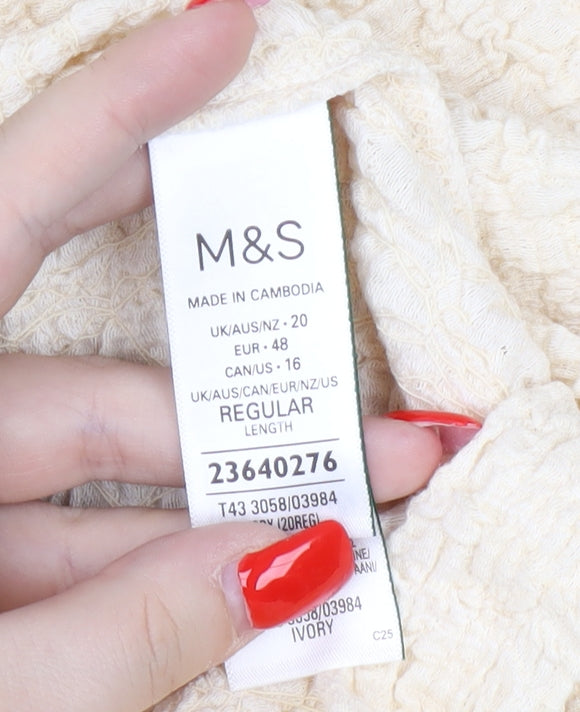 M&S
MADE IN CAMBODIA
UK/AUS/NZ • 20
EUR • 48
CAN/US • 16
UK/AUS/CAN/EUR/NZ/US
REGULAR
LENGTH
23640276
T43 3058/03984
(20REG)
3058/03984
IVORY
C25